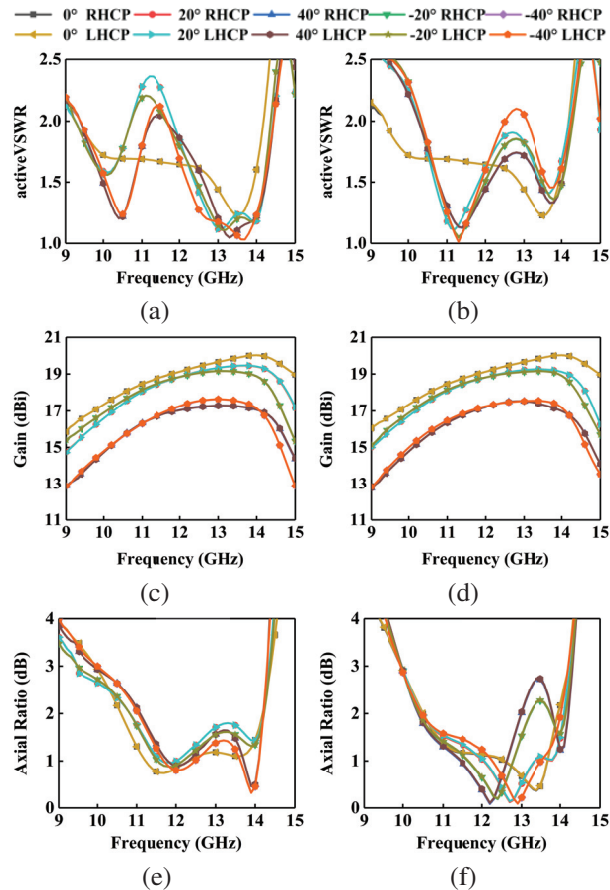 0° RHCP 20° RHCP 40° RHCP -20° RHCP -40° RHCP
0° LHCP 20° LHCP 40° LHCP -20° LHCP -40° LHCP
activeVSWR
2.5
2.0
1.5
1.0
9 10 11 12 13 14 15
Frequency (GHz)
(a)
activeVSWR
2.5
2.0
1.5
1.0
9 10 11 12 13 14 15
Frequency (GHz)
(b)
Gain (dBi)
21
19
17
15
13
11
9 10 11 12 13 14 15
Frequency (GHz)
(c)
Gain (dBi)
21
19
17
15
13
11
9 10 11 12 13 14 15
Frequency (GHz)
(d)
Axial Ratio (dB)
4
3
2
1
0
9 10 11 12 13 14 15
Frequency (GHz)
(e)
Axial Ratio (dB)
4
3
2
1
0
9 10 11 12 13 14 15
Frequency (GHz)
(f)